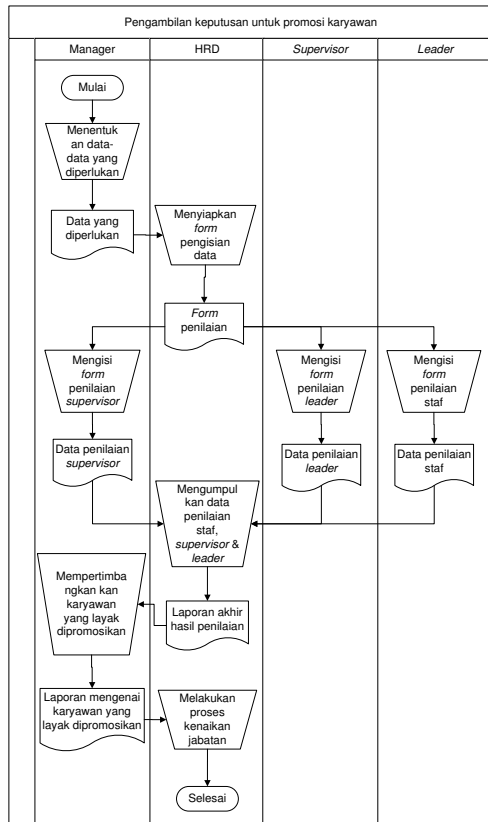 Pengambilan keputusan untuk promosi karyawan
Manager
HRD
Supervisor
Leader
Mulai
Menentuk
an data-
data yang
diperlukan
Data yang
diperlukan
Menyiapkan
form
pengisian
data
Form
penilaian
Mengisi
form
penilaian
supervisor
Mengisi
form
penilaian
leader
Mengisi
form
penilaian
staf
Data penilaian
supervisor
Data penilaian
leader
Data penilaian
staf
Mengumpul
kan data
penilaian
staf,
supervisor &
leader
Mempertimba
ngkan kan
karyawan
yang layak
dipromosikan
Laporan akhir
hasil penilaian
Laporan mengenai
karyawan yang
layak dipromosikan
Melakukan
proses
kenaikan
jabatan
Selesai